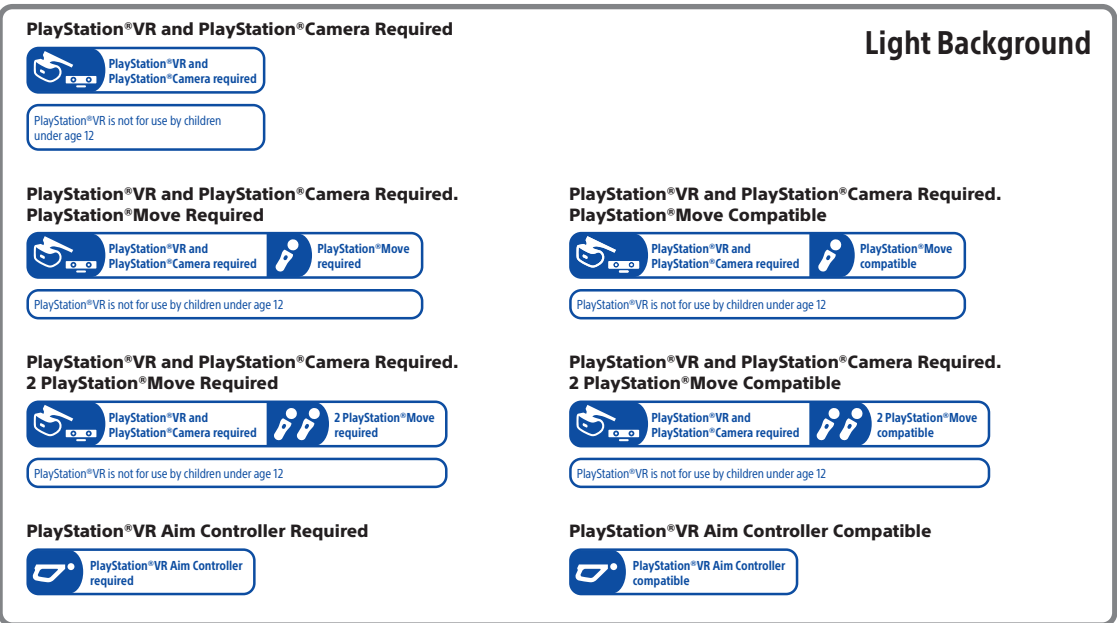 PlayStation®VR and PlayStation®Camera Required
Light Background
PlayStation®VR and
PlayStation®Camera required
PlayStation®VR is not for use by children
under age 12
PlayStation®VR and PlayStation®Camera Required.
PlayStation®Move Required
PlayStation®VR and
PlayStation®Camera required
PlayStation®Move
required
PlayStation®VR is not for use by children under age 12
PlayStation®VR and PlayStation®Camera Required.
PlayStation®Move Compatible
PlayStation®VR and
PlayStation®Camera required
PlayStation®Move
compatible
PlayStation®VR is not for use by children under age 12
PlayStation®VR and PlayStation®Camera Required.
2 PlayStation®Move Required
PlayStation®VR and
PlayStation®Camera required
2 PlayStation®Move
required
PlayStation®VR is not for use by children under age 12
PlayStation®VR and PlayStation®Camera Required.
2 PlayStation®Move Compatible
PlayStation®VR and
PlayStation®Camera required
2 PlayStation®Move
compatible
PlayStation®VR is not for use by children under age 12
PlayStation®VR Aim Controller Required
PlayStation®VR Aim Controller
required
PlayStation®VR Aim Controller Compatible
PlayStation®VR Aim Controller
compatible